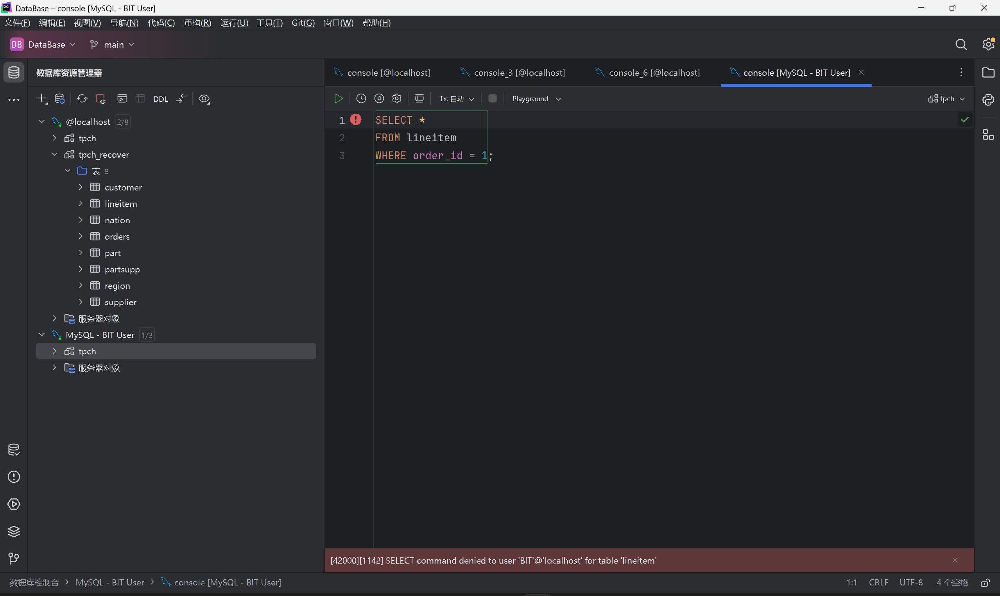 DataBase – console [MySQL - BIT User]
文件(F) 编辑(E) 视图(V) 导航(N) 代码(C) 重构(R) 运行(U) 工具(T) Git(G) 窗口(W) 帮助(H)
DB DataBase main
数据库资源管理器
DDL
@localhost 2/8
tpch
tpch_recover
表 8
customer
lineitem
nation
orders
part
partsupp
region
supplier
服务器对象
MySQL - BIT User 1/3
tpch
服务器对象
console [@localhost] console_3 [@localhost] console_6 [@localhost] console [MySQL - BIT User]
Tx: 自动 Playground tpch
1 SELECT *
2 FROM lineitem
3 WHERE order_id = 1;
[42000][1142] SELECT command denied to user 'BIT'@'localhost' for table 'lineitem'
数据库控制台 MySQL - BIT User console [MySQL - BIT User] 1:1 CRLF UTF-8 4 个空格